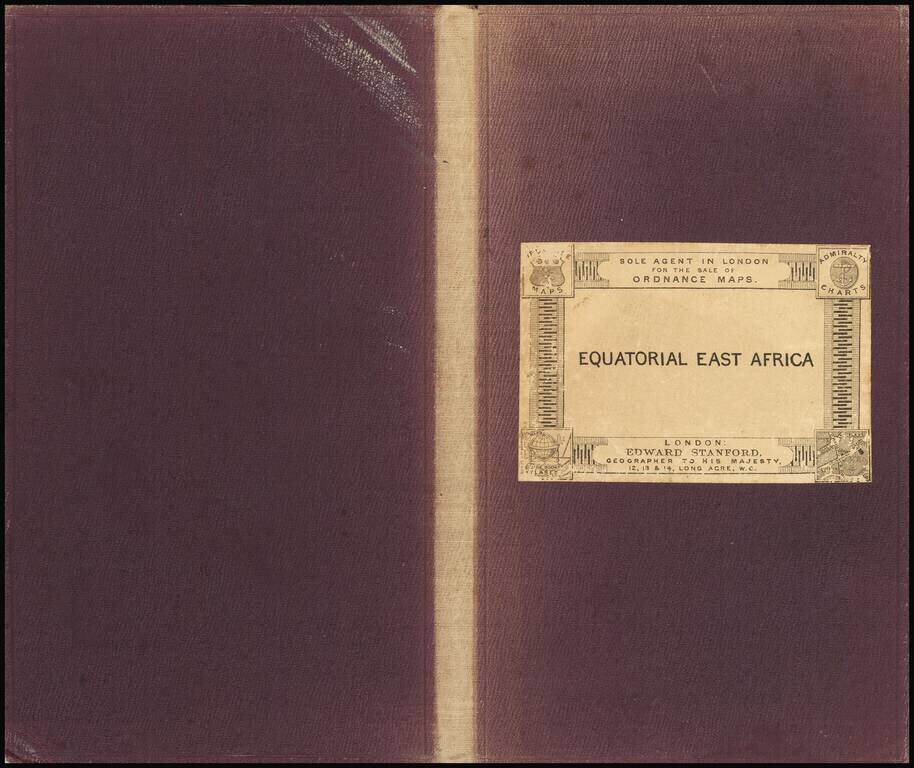 SOLE AGENT IN LONDON
FOR THE SALE OF
ORDNANCE MAPS.
MAPS
ADMIRALTY
CHARTS
EQUATORIAL EAST AFRICA
LONDON:
EDWARD STANFORD,
GEOGRAPHER TO HIS MAJESTY,
12, 13 & 14, LONG ACRE, W.C.